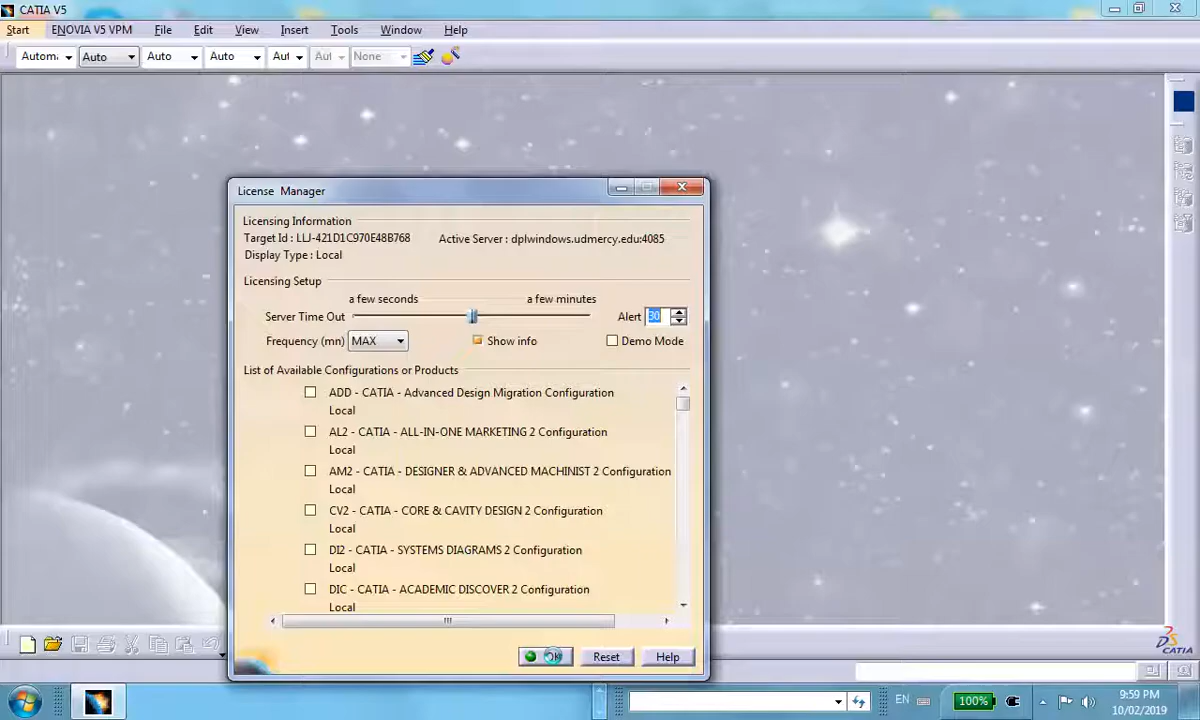 CATIA V5
Start ENOVIA V5 VPM File Edit View Insert Tools Window Help
Autom Auto Auto Auto Aut Aut None
License Manager
Licensing Information
Target Id : LLJ-421D1C970E48B768 Active Server : dplwindows.udmercy.edu:4085
Display Type : Local
Licensing Setup
a few seconds a few minutes
Server Time Out Alert 30
Frequency (mn) MAX Show info Demo Mode
List of Available Configurations or Products
ADD - CATIA - Advanced Design Migration Configuration
Local
AL2 - CATIA - ALL-IN-ONE MARKETING 2 Configuration
Local
AM2 - CATIA - DESIGNER & ADVANCED MACHINIST 2 Configuration
Local
CV2 - CATIA - CORE & CAVITY DESIGN 2 Configuration
Local
DI2 - CATIA - SYSTEMS DIAGRAMS 2 Configuration
Local
DIC - CATIA - ACADEMIC DISCOVER 2 Configuration
Local
OK Reset Help
CATIA
EN 100% 9:59 PM
10/02/2019